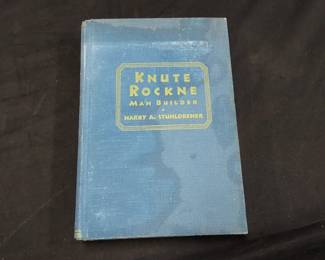 KNUTE
ROCKNE
MAN BUILDER
HARRY A. STUHLDREHER